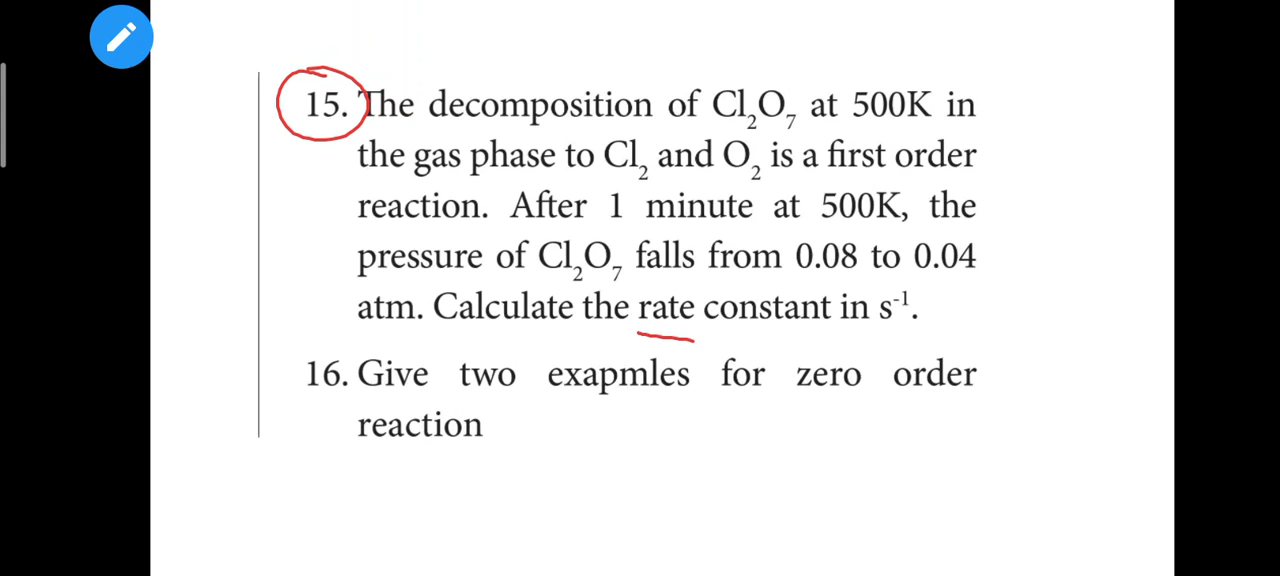 15. The decomposition of Cl₂O₇ at 500K in
the gas phase to Cl₂ and O₂ is a first order
reaction. After 1 minute at 500K, the
pressure of Cl₂O₇ falls from 0.08 to 0.04
atm. Calculate the rate constant in s⁻¹.
16. Give two exapmles for zero order
reaction